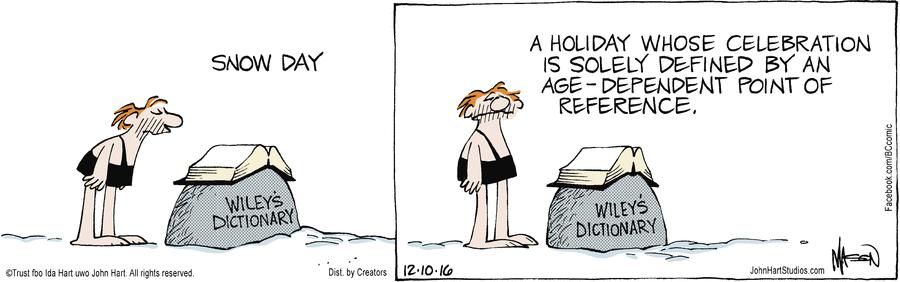 SNOW DAY
WILEY'S
DICTIONARY
©Trust fbo Ida Hart uwo John Hart. All rights reserved.
Dist. by Creators
A HOLIDAY WHOSE CELEBRATION
IS SOLELY DEFINED BY AN
AGE-DEPENDENT POINT OF
REFERENCE.
WILEY'S
DICTIONARY
12·10·16
JohnHartStudios.com
MASON
Facebook.com/BCcomic